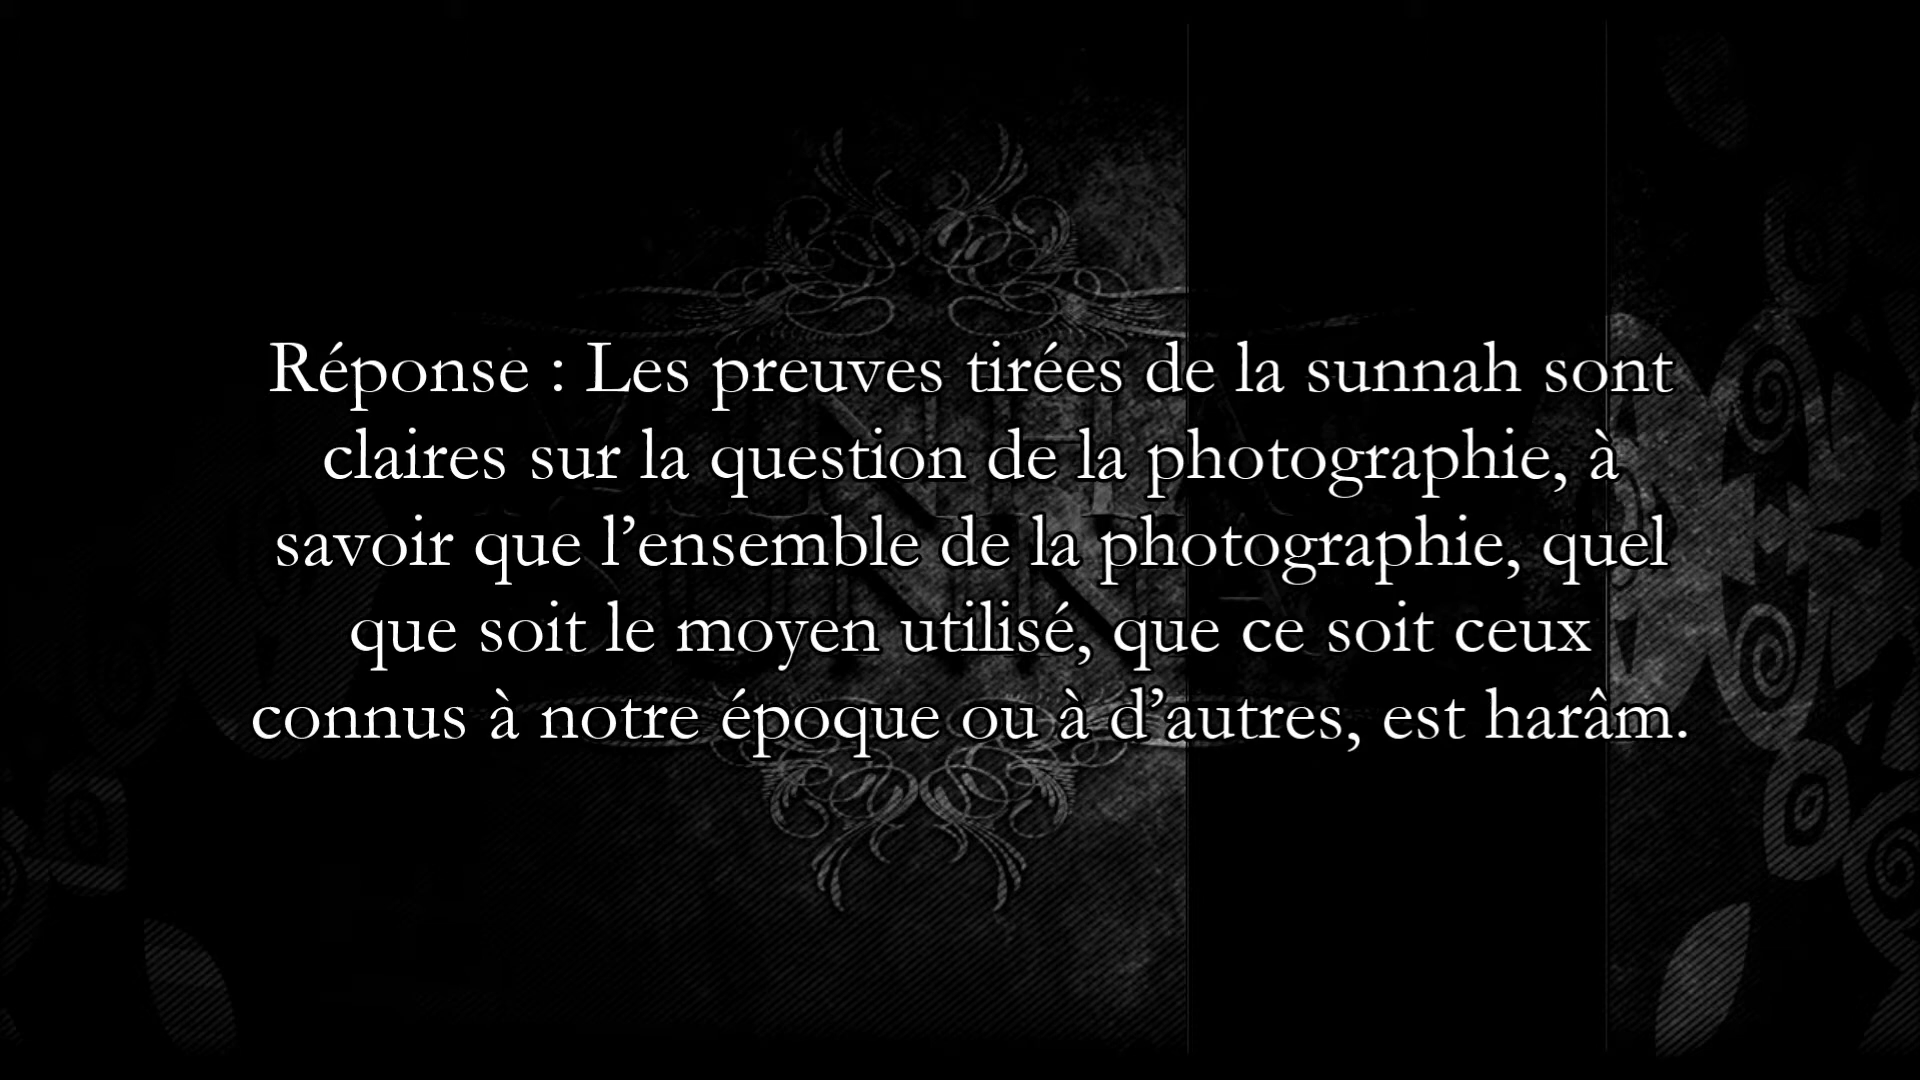 Réponse : Les preuves tirées de la sunnah sont
claires sur la question de la photographie, à
savoir que l’ensemble de la photographie, quel
que soit le moyen utilisé, que ce soit ceux
connus à notre époque ou à d’autres, est harâm.